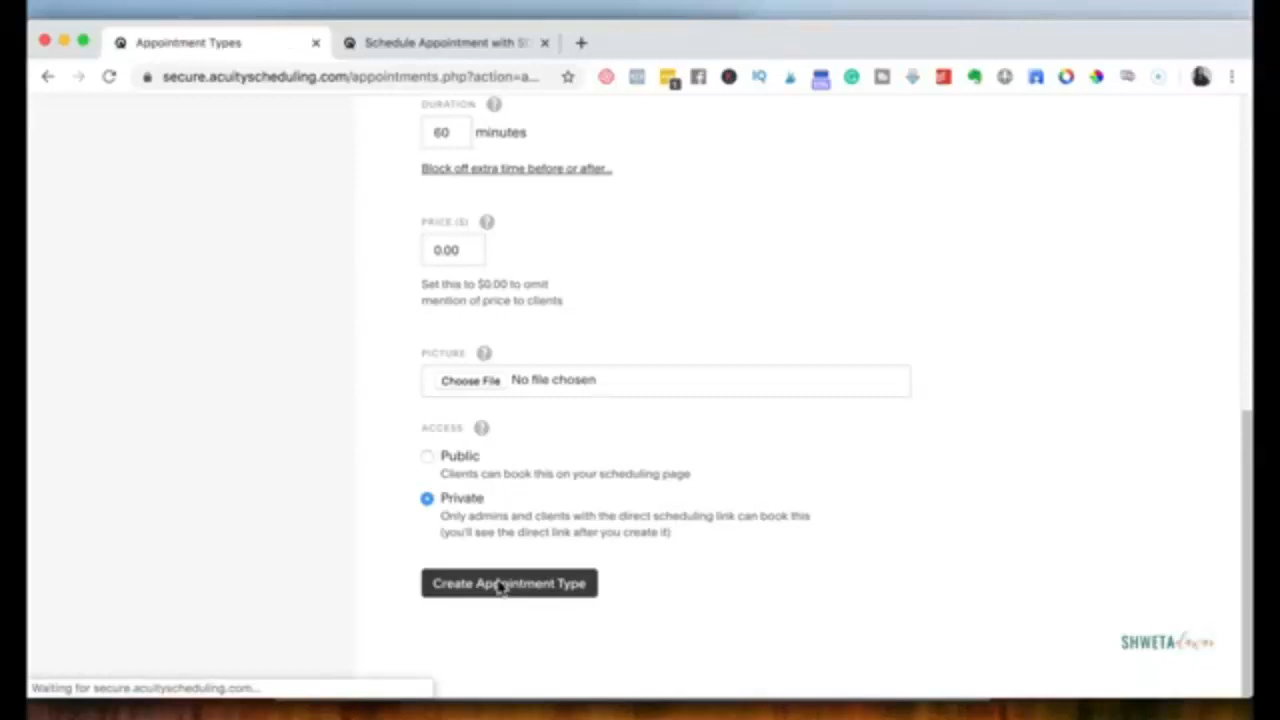 Appointment Types
Schedule Appointment with
secure.acuityscheduling.com/appointments.php?action=a...
DURATION
60 minutes
Block off extra time before or after...
PRICE ($)
0.00
Set this to $0.00 to omit
mention of price to clients
PICTURE
Choose File No file chosen
ACCESS
Public
Clients can book this on your scheduling page
Private
Only admins and clients with the direct scheduling link can book this
(you'll see the direct link after you create it)
Create Appointment Type
SHWETA
Waiting for secure.acuityscheduling.com...